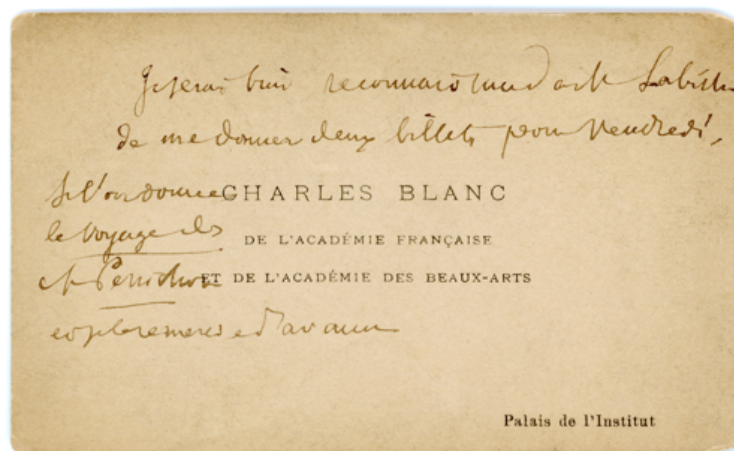 Je serai bien reconnaissant à M. Labiche
de me donner deux billets pour Vendredi,
si l'on donne
CHARLES BLANC
le Voyage de
DE L'ACADÉMIE FRANÇAISE
M. Perrichon
ET DE L'ACADÉMIE DES BEAUX-ARTS
et d'avance
Palais de l'Institut